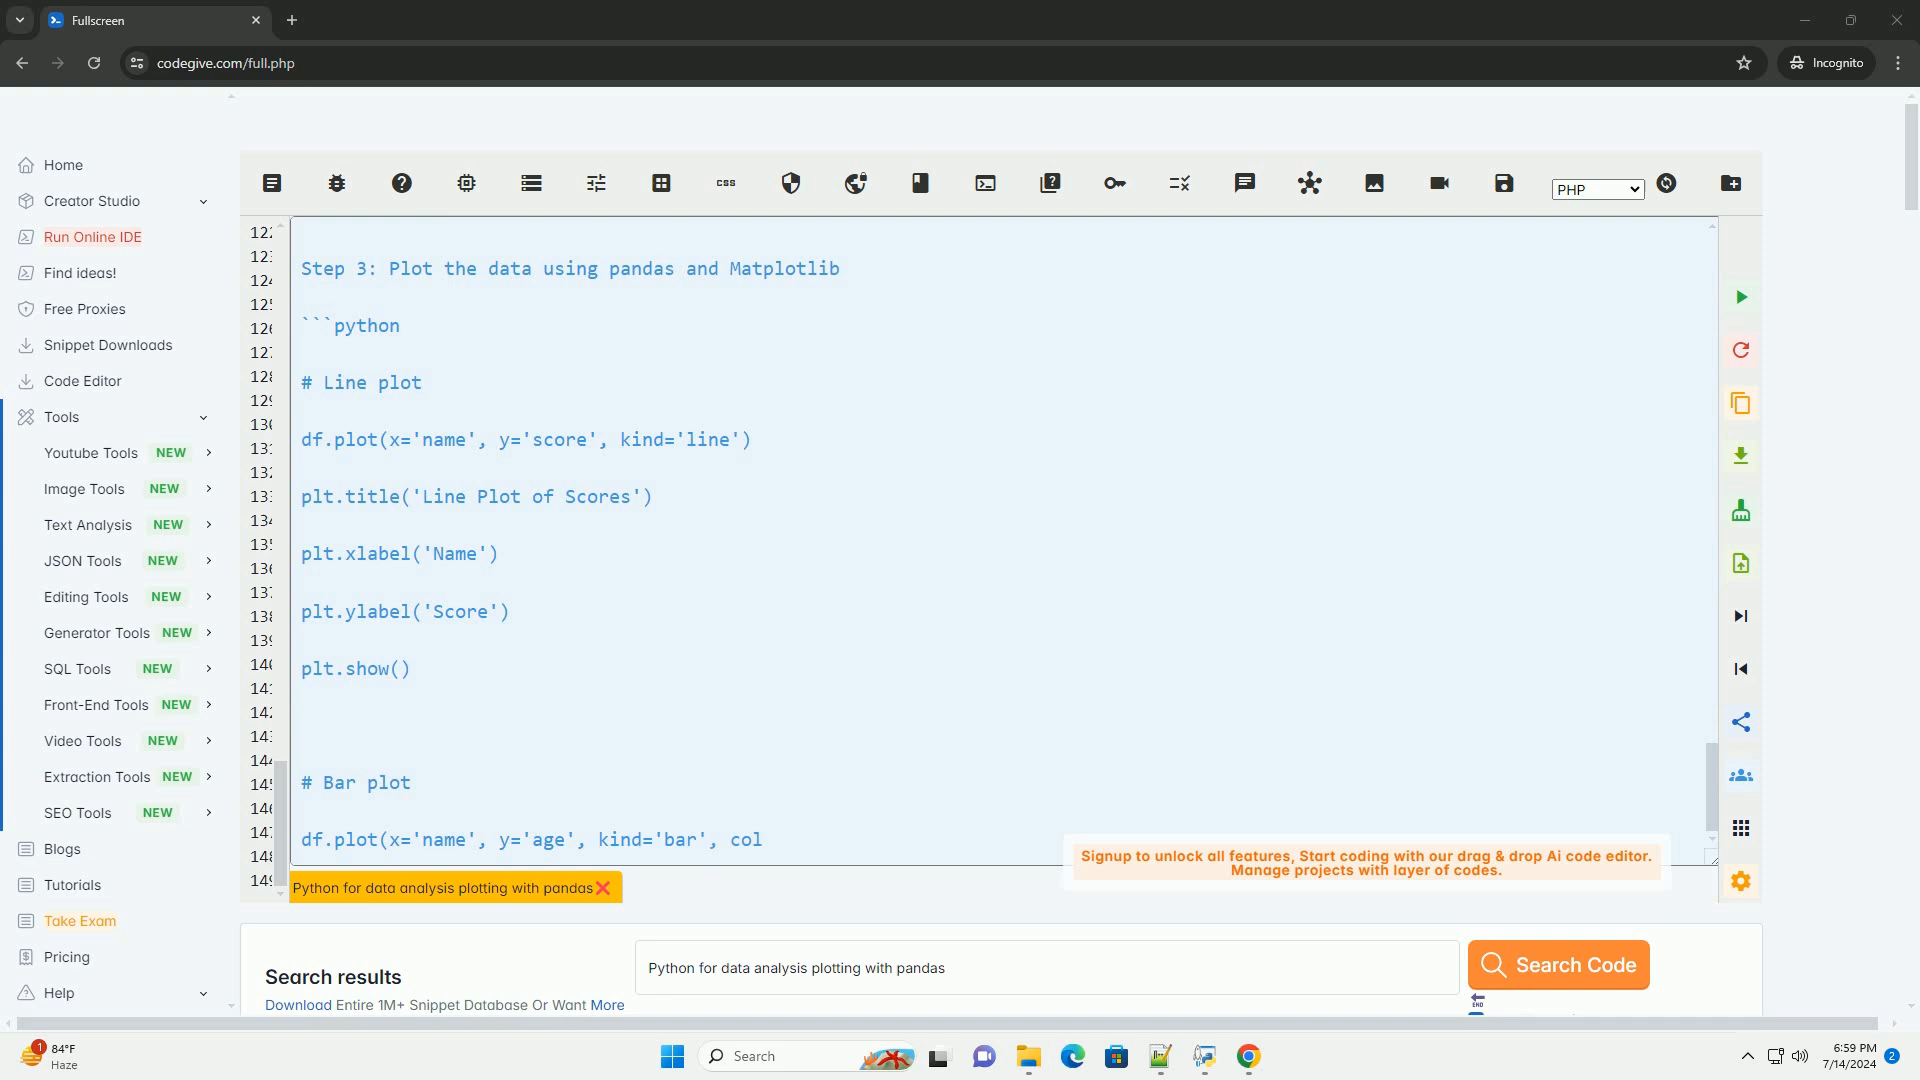 Fullscreen
codegive.com/full.php
Incognito
Home
Creator Studio
Run Online IDE
Find ideas!
Free Proxies
Snippet Downloads
Code Editor
Tools
Youtube Tools NEW
Image Tools NEW
Text Analysis NEW
JSON Tools NEW
Editing Tools NEW
Generator Tools NEW
SQL Tools NEW
Front-End Tools NEW
Video Tools NEW
Extraction Tools NEW
SEO Tools NEW
Blogs
Tutorials
Take Exam
Pricing
Help
css
PHP
Step 3: Plot the data using pandas and Matplotlib
```python
# Line plot
df.plot(x='name', y='score', kind='line')
plt.title('Line Plot of Scores')
plt.xlabel('Name')
plt.ylabel('Score')
plt.show()
# Bar plot
df.plot(x='name', y='age', kind='bar', col
Signup to unlock all features, Start coding with our drag & drop Ai code editor.
Manage projects with layer of codes.
Python for data analysis plotting with pandas
Search results
Download Entire 1M+ Snippet Database Or Want More
Python for data analysis plotting with pandas
Search Code
END
1
84°F
Haze
Search
6:59 PM
7/14/2024
2